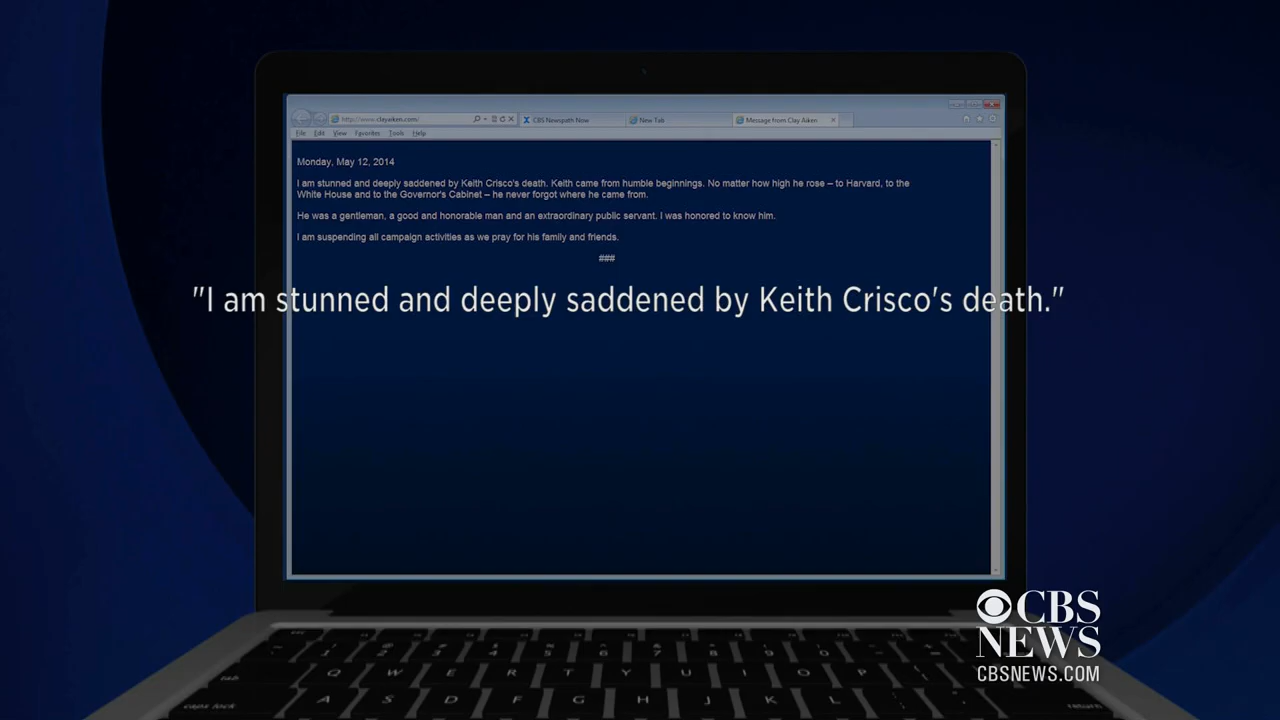 http://www.clayaiken.com/
CBS Newspath Now
New Tab
Message from Clay Aiken
File Edit View Favorites Tools Help
Monday, May 12, 2014
I am stunned and deeply saddened by Keith Crisco's death. Keith came from humble beginnings. No matter how high he rose – to Harvard, to the
White House and to the Governor's Cabinet – he never forgot where he came from.
He was a gentleman, a good and honorable man and an extraordinary public servant. I was honored to know him.
I am suspending all campaign activities as we pray for his family and friends.
###
"I am stunned and deeply saddened by Keith Crisco's death."
CBS
NEWS
CBSNEWS.COM
tab Q W E R T Y U I O P
caps lock A S D F G H J K L return